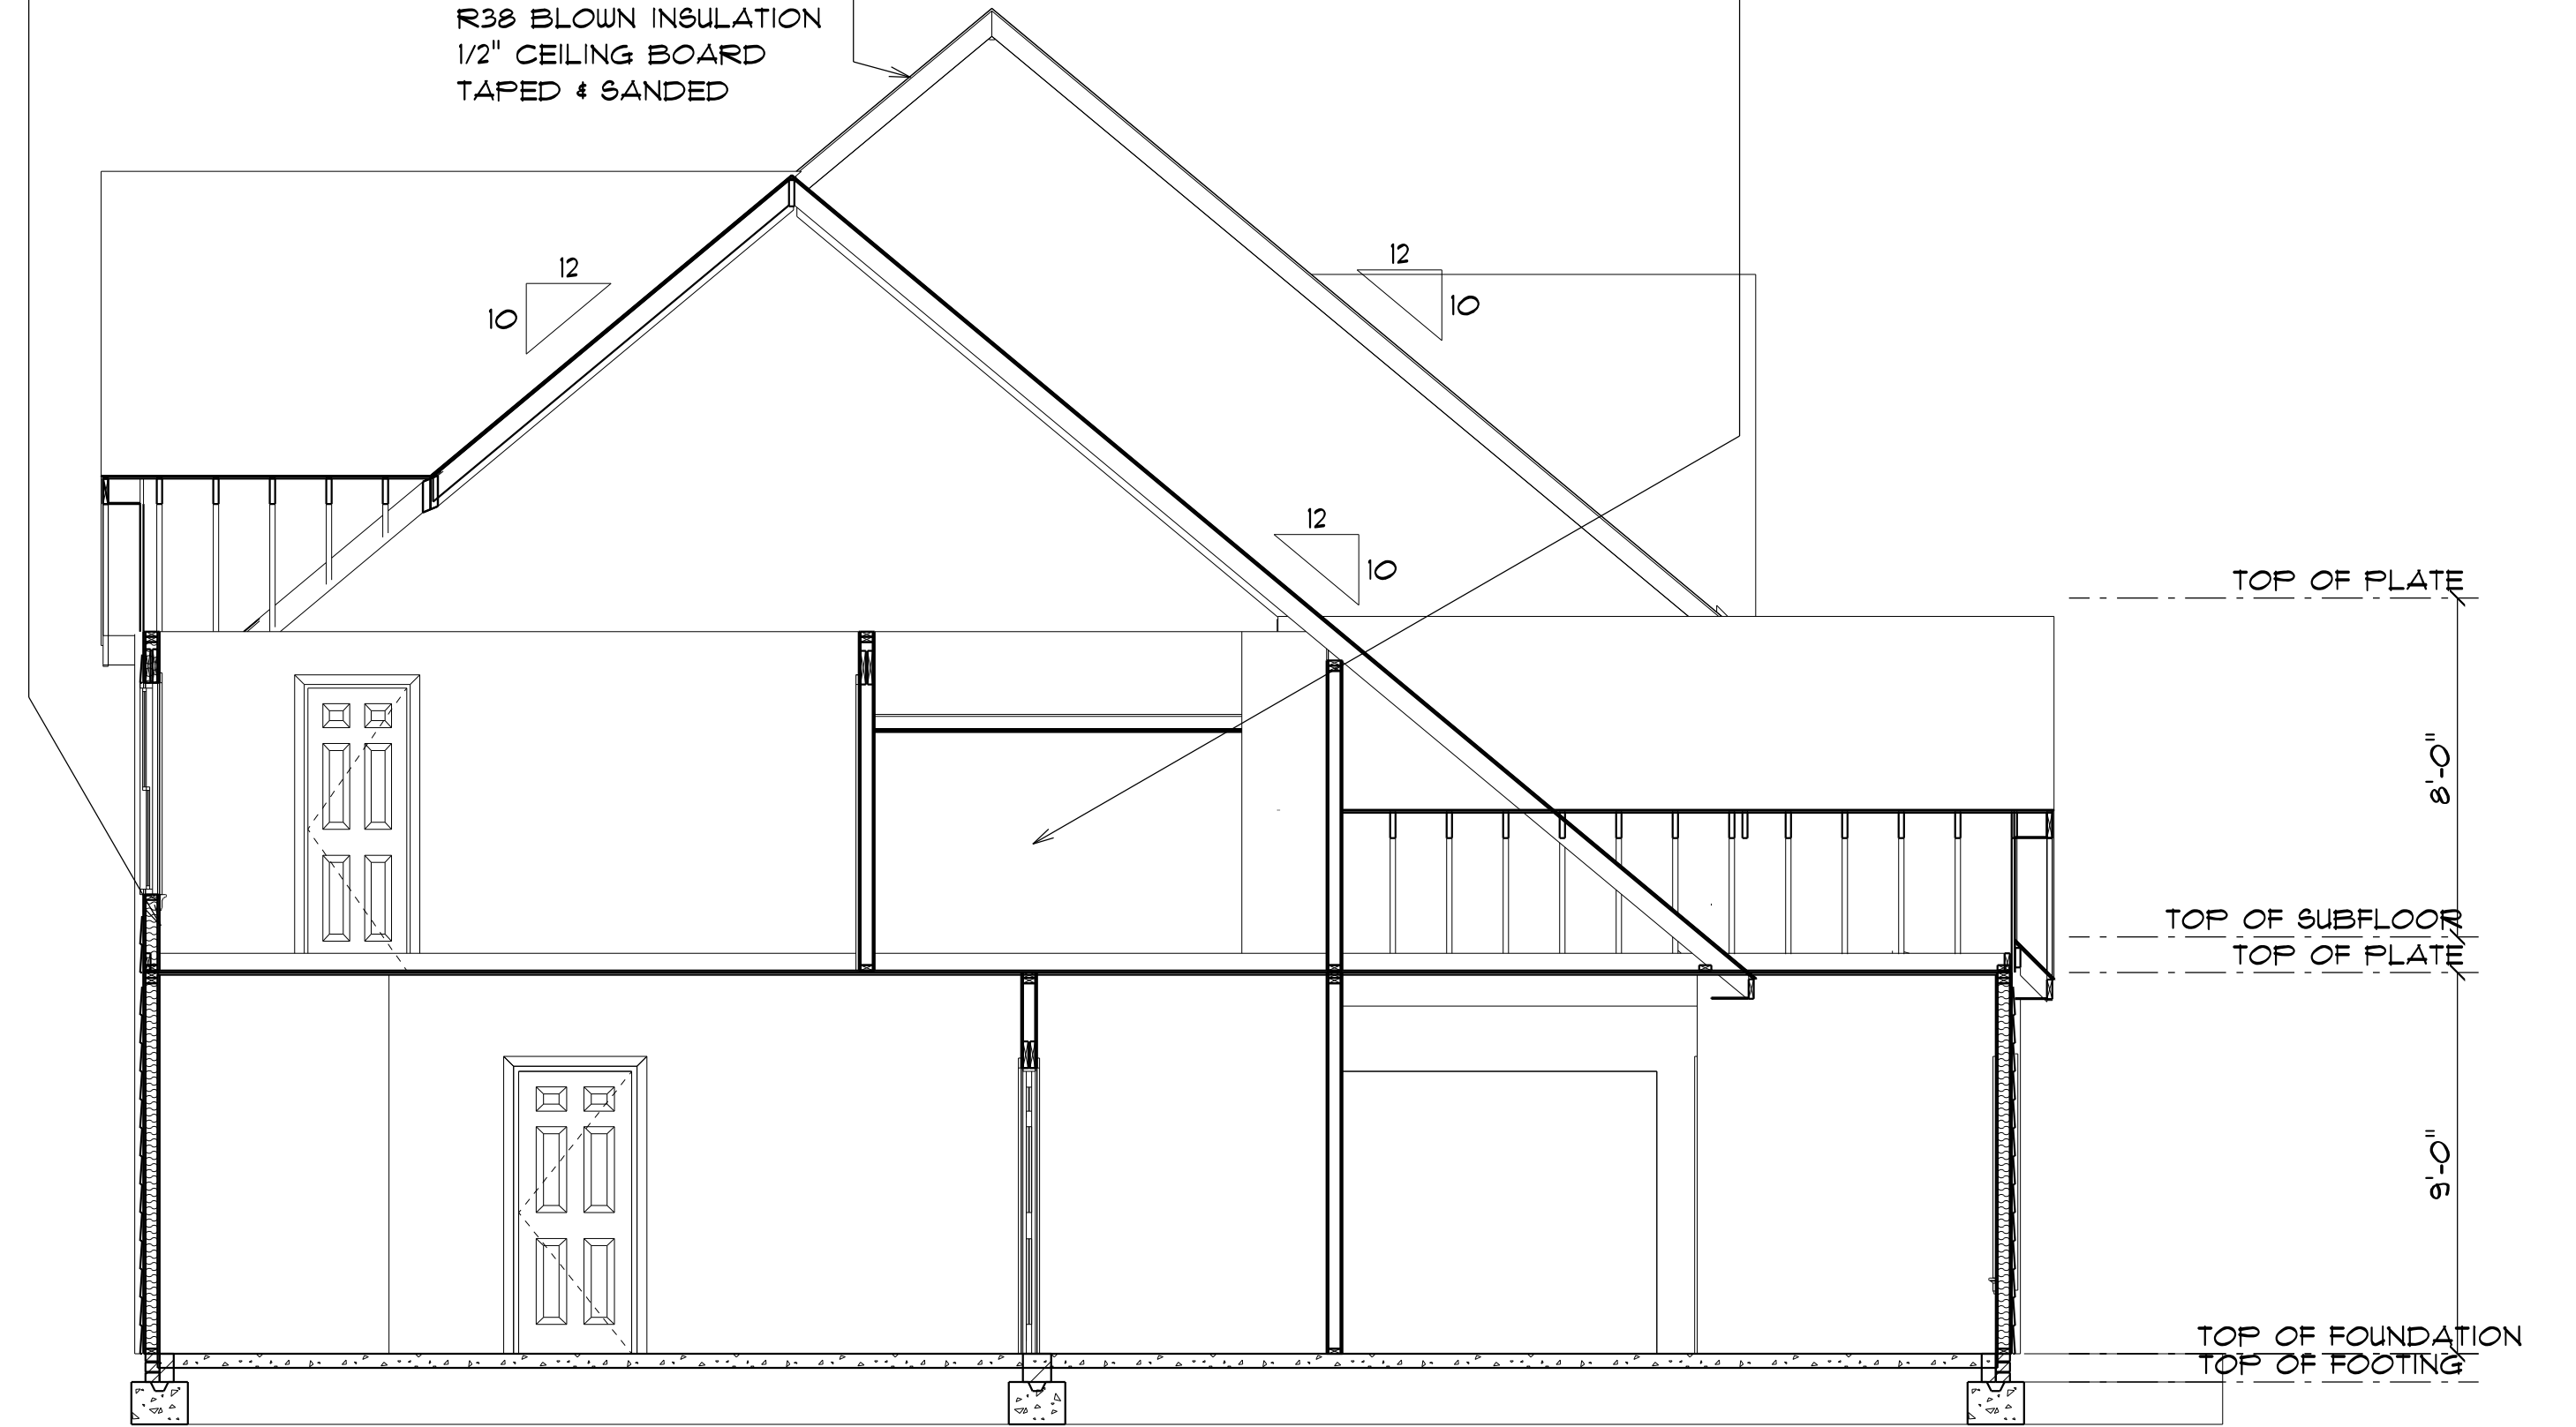 R38 BLOWN INSULATION
1/2" CEILING BOARD
TAPED & SANDED
12
10
12
10
12
10
TOP OF PLATE
8'-0"
TOP OF SUBFLOOR
TOP OF PLATE
9'-0"
TOP OF FOUNDATION
TOP OF FOOTING